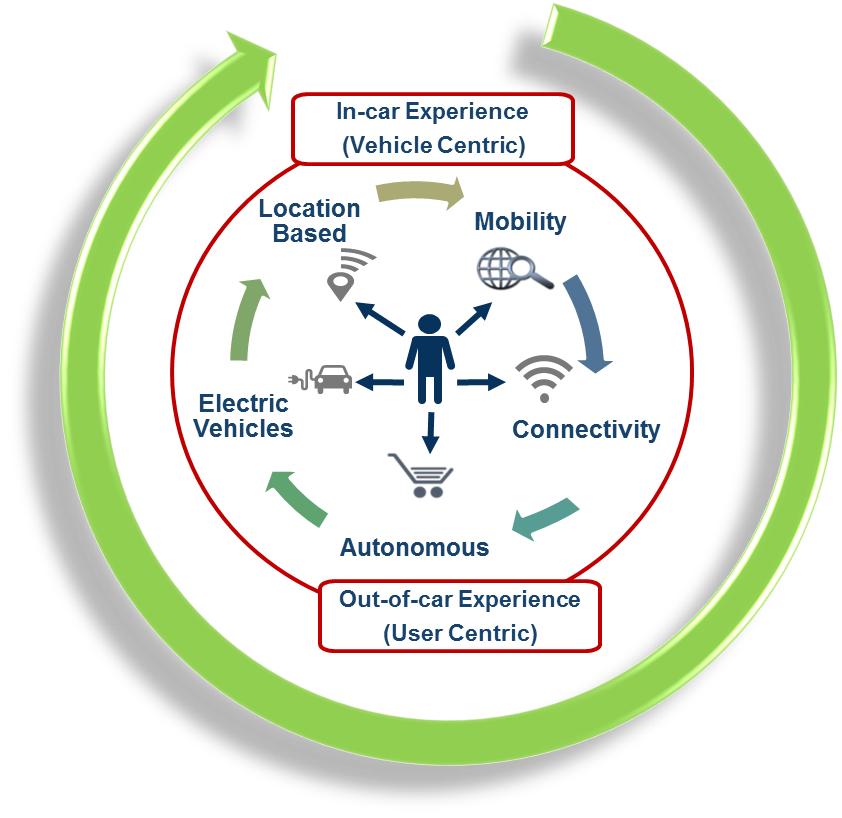 In-car Experience
(Vehicle Centric)
Location
Based
Mobility
Electric
Vehicles
Connectivity
Autonomous
Out-of-car Experience
(User Centric)